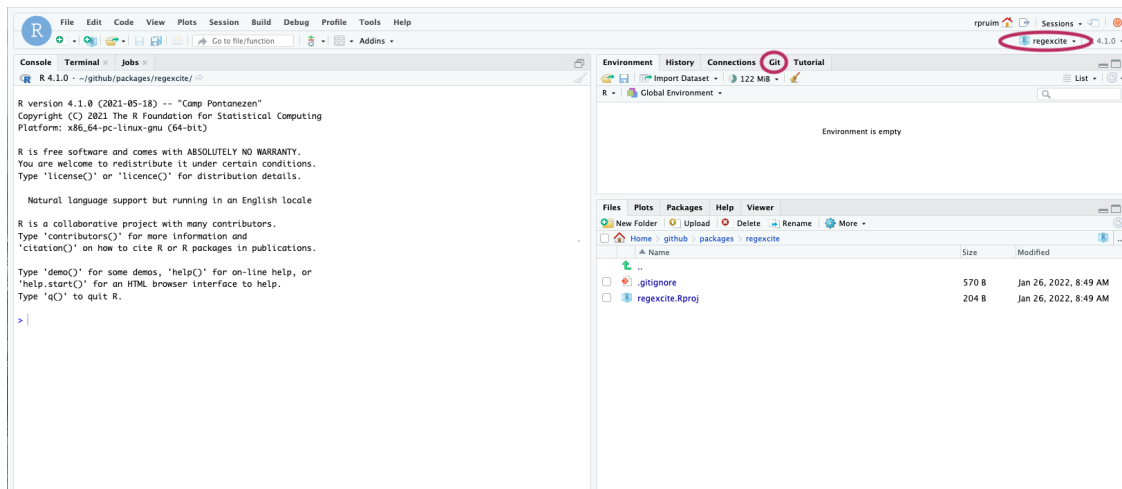 R
File Edit Code View Plots Session Build Debug Profile Tools Help
rpruim Sessions
Go to file/function Addins
regexcite R 4.1.0
Console Terminal Jobs
R 4.1.0 · ~/github/packages/regexcite/
R version 4.1.0 (2021-05-18) -- "Camp Pontanezen"
Copyright (C) 2021 The R Foundation for Statistical Computing
Platform: x86_64-pc-linux-gnu (64-bit)
R is free software and comes with ABSOLUTELY NO WARRANTY.
You are welcome to redistribute it under certain conditions.
Type 'license()' or 'licence()' for distribution details.
Natural language support but running in an English locale
R is a collaborative project with many contributors.
Type 'contributors()' for more information and
'citation()' on how to cite R or R packages in publications.
Type 'demo()' for some demos, 'help()' for on-line help, or
'help.start()' for an HTML browser interface to help.
Type 'q()' to quit R.
>
Environment History Connections Git Tutorial
Import Dataset 122 MiB List
R Global Environment
Environment is empty
Files Plots Packages Help Viewer
New Folder Upload Delete Rename More
Home github packages regexcite ...
Name Size Modified
..
.gitignore 570 B Jan 26, 2022, 8:49 AM
regexcite.Rproj 204 B Jan 26, 2022, 8:49 AM